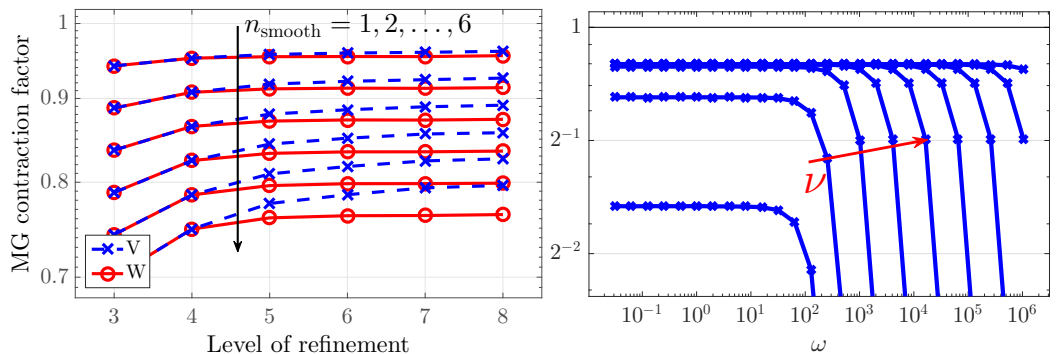 n_smooth = 1, 2, . . . , 6
MG contraction factor
1
0.9
0.8
0.7
V
W
3 4 5 6 7 8
Level of refinement
1
2^{-1}
2^{-2}
ν
10^{-1} 10^0 10^1 10^2 10^3 10^4 10^5 10^6
ω